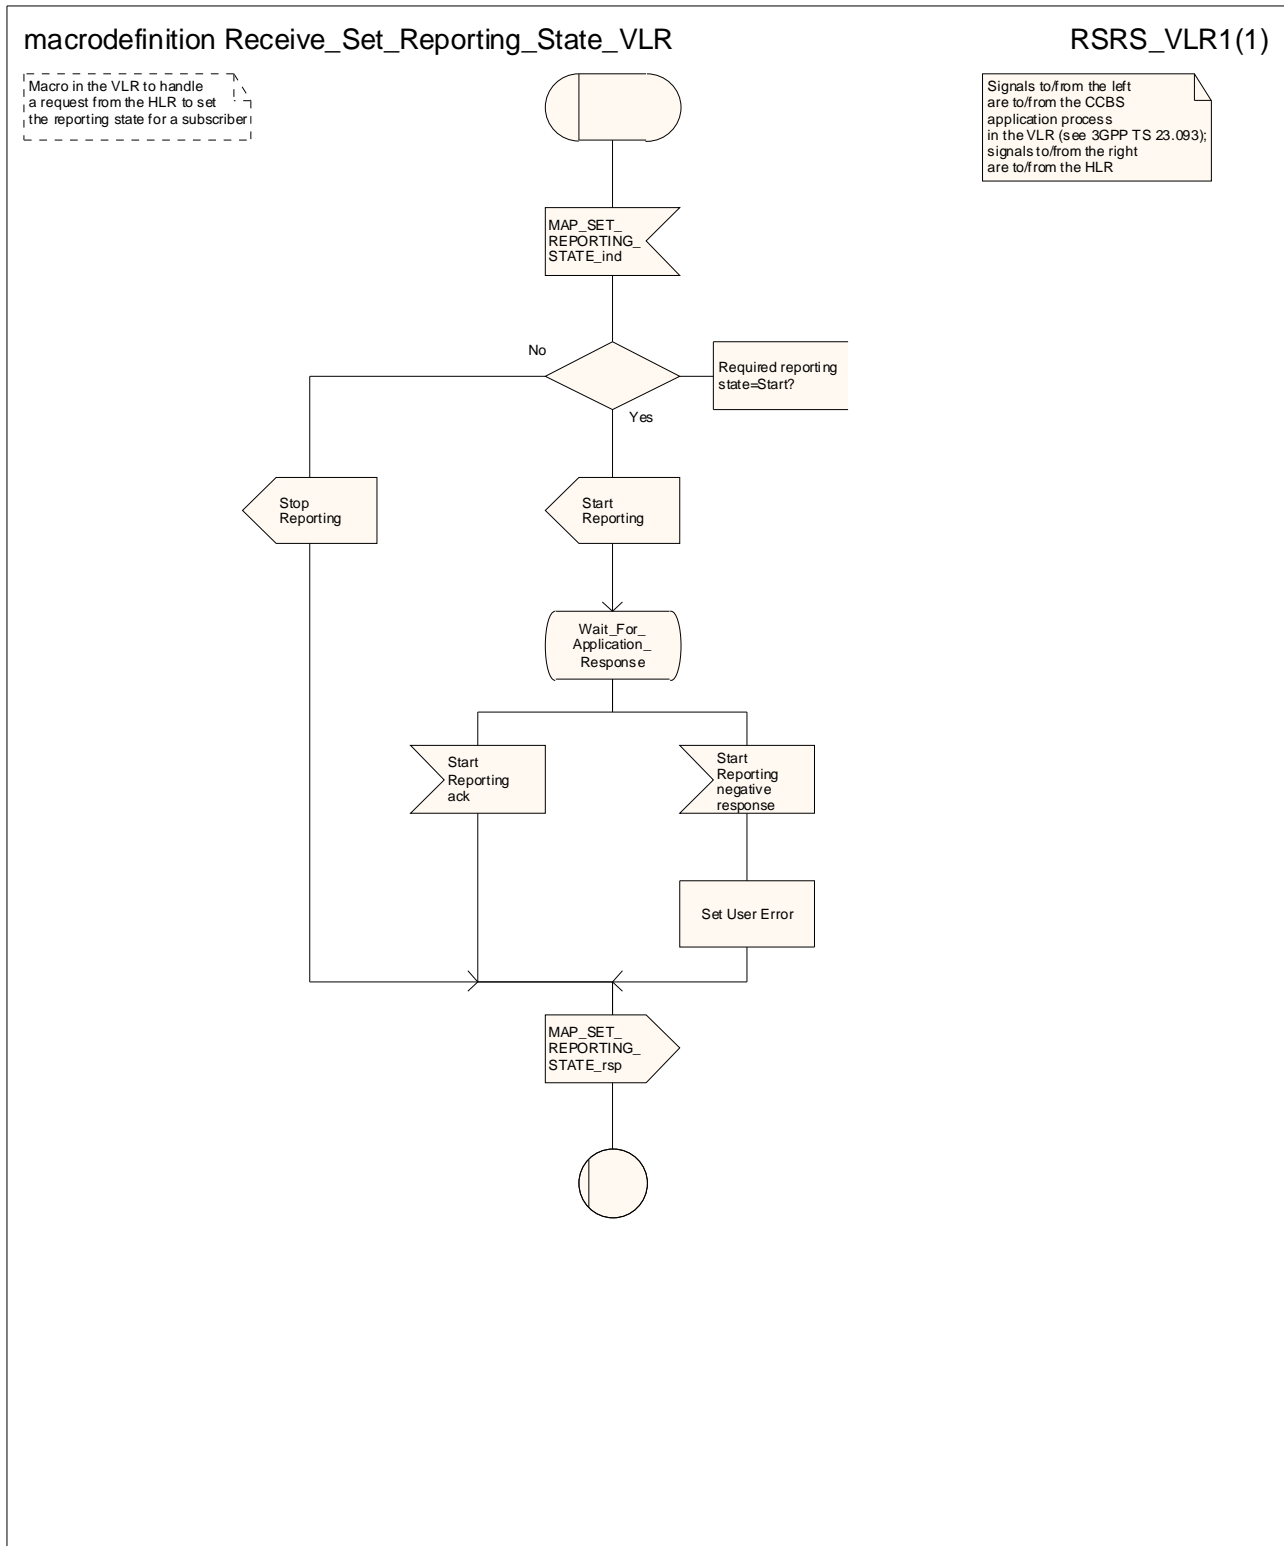 macrodefinition Receive_Set_Reporting_State_VLR
RSRS_VLR1(1)
Macro in the VLR to handle
a request from the HLR to set
the reporting state for a subscriber
Signals to/from the left
are to/from the CCBS
application process
in the VLR (see 3GPP TS 23.093);
signals to/from the right
are to/from the HLR
MAP_SET_
REPORTING_
STATE_ind
No
Required reporting
state=Start?
Yes
Stop
Reporting
Start
Reporting
Wait_For_
Application_
Response
Start
Reporting
ack
Start
Reporting
negative
response
Set User Error
MAP_SET_
REPORTING_
STATE_rsp